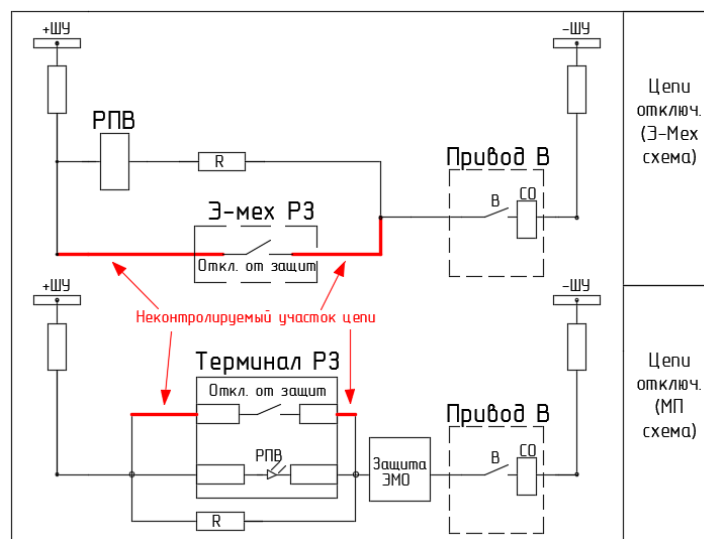 +ШУ
-ШУ
РПВ
R
Привод В
В
СО
Э-мех РЗ
Откл. от защит
Цепи
отключ.
(Э-Мех
схема)
+ШУ
-ШУ
Неконтролируемый участок цепи
Терминал РЗ
Откл. от защит
РПВ
R
Защита
ЭМО
Привод В
В
СО
Цепи
отключ.
(МП
схема)